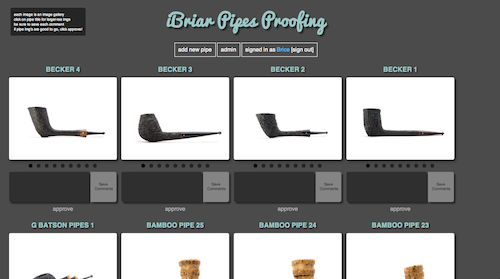 each image is an image gallery
click on pipe title for larger/res imgs
be sure to save each comment
if pipe img's are good to go, click approve!
iBriar Pipes Proofing
add new pipe
admin
signed in as Brice [sign out]
BECKER 4
BECKER 3
BECKER 2
BECKER 1
Save Comments
Save Comments
Save Comments
Save Comments
approve
approve
approve
approve
G BATSON PIPES 1
BAMBOO PIPE 25
BAMBOO PIPE 24
BAMBOO PIPE 23